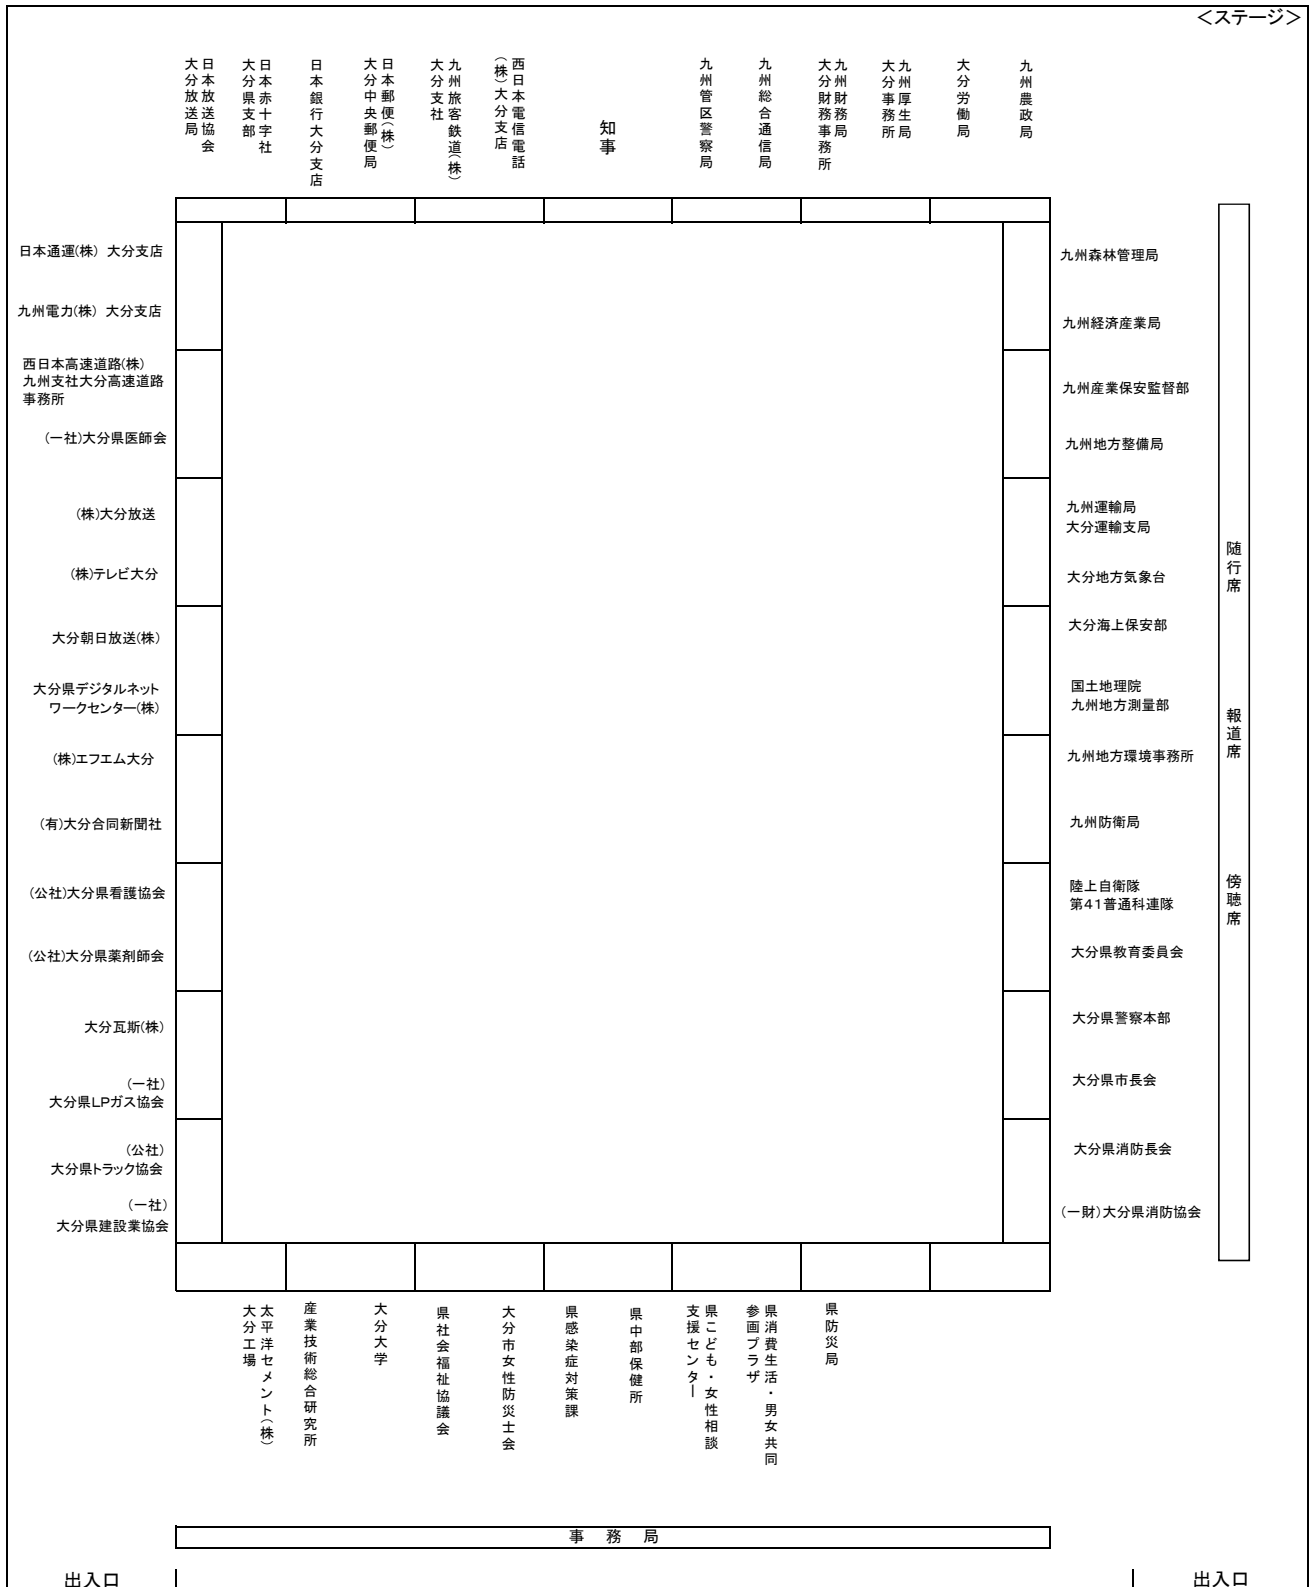 ＜ステージ＞
日本放送協会
大分放送局
日本赤十字社
大分県支部
日本銀行大分支店
日本郵便(株)
大分中央郵便局
九州旅客鉄道(株)
大分支社
西日本電信電話
(株)大分支店
知事
九州管区警察局
九州総合通信局
九州財務局
大分財務事務所
九州厚生局
大分事務所
大分労働局
九州農政局
日本通運(株) 大分支店
九州電力(株) 大分支店
西日本高速道路(株)
九州支社大分高速道路
事務所
(一社)大分県医師会
(株)大分放送
(株)テレビ大分
大分朝日放送(株)
大分県デジタルネット
ワークセンター(株)
(株)エフエム大分
(有)大分合同新聞社
(公社)大分県看護協会
(公社)大分県薬剤師会
大分瓦斯(株)
(一社)
大分県LPガス協会
(公社)
大分県トラック協会
(一社)
大分県建設業協会
九州森林管理局
九州経済産業局
九州産業保安監督部
九州地方整備局
九州運輸局
大分運輸支局
大分地方気象台
大分海上保安部
国土地理院
九州地方測量部
九州地方環境事務所
九州防衛局
陸上自衛隊
第41普通科連隊
大分県教育委員会
大分県警察本部
大分県市長会
大分県消防長会
(一財)大分県消防協会
随行席
報道席
傍聴席
太平洋セメント(株)
大分工場
産業技術総合研究所
大分大学
県社会福祉協議会
大分市女性防災士会
県感染症対策課
県中部保健所
県こども・女性相談
支援センター
県消費生活・男女共同
参画プラザ
県防災局
事務局
出入口
出入口